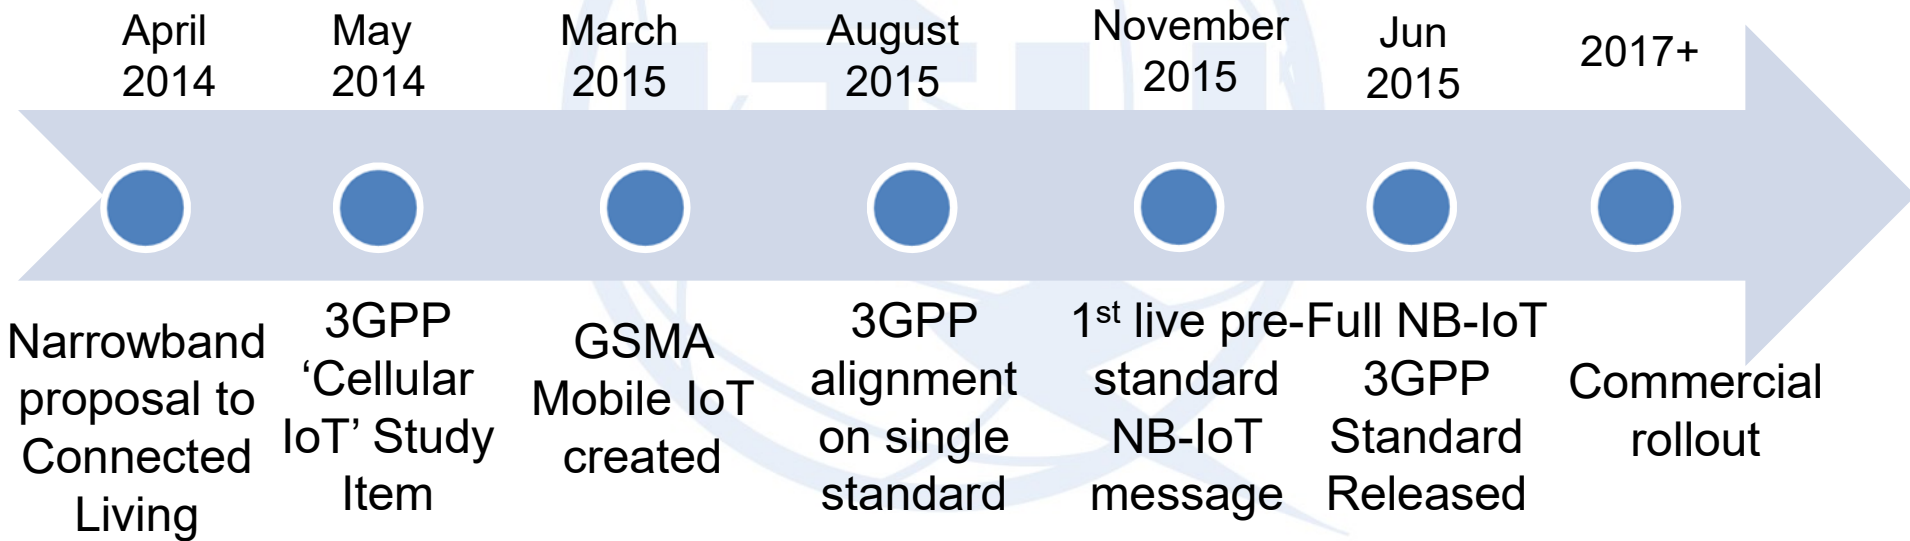 April
2014
May
2014
March
2015
August
2015
November
2015
Jun
2015
2017+
Narrowband
proposal to
Connected
Living
3GPP
‘Cellular
IoT’ Study
Item
GSMA
Mobile IoT
created
3GPP
alignment
on single
standard
1st live pre-
standard
NB-IoT
message
Full NB-IoT
3GPP
Standard
Released
Commercial
rollout